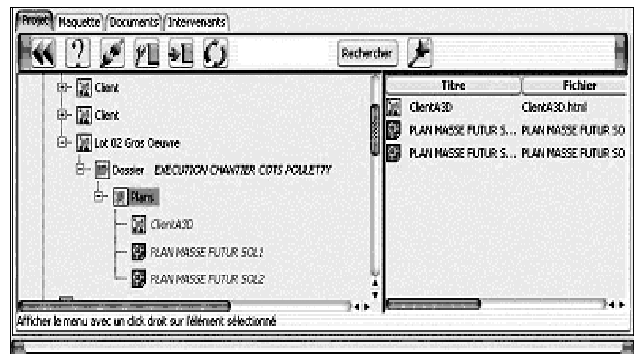 Projet Maquette Documents Intervenants
Rechercher
Titre Fichier
Client
Client
Lot 02 Gros Oeuvre
Dossier EXECUTION CHANTIER COTS POULETTY
Plans
ClientA3D
PLAN MASSE FUTUR SOL1
PLAN MASSE FUTUR SOL2
ClientA3D ClientA3D.html
PLAN MASSE FUTUR S... PLAN MASSE FUTUR SO
PLAN MASSE FUTUR S... PLAN MASSE FUTUR SO
Afficher le menu avec un click droit sur l'élément sélectionné